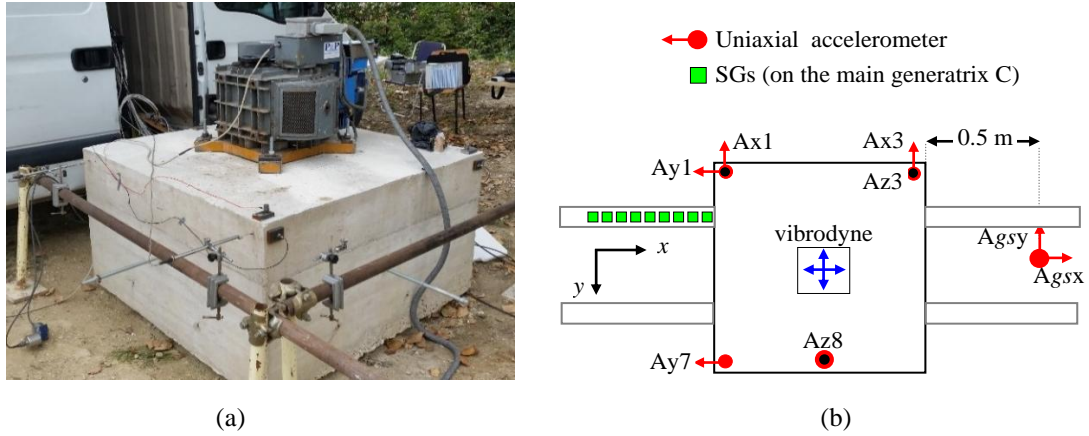 Uniaxial accelerometer
SGs (on the main generatrix C)
Ax1
Ax3
0.5 m
Ay1
Az3
vibrodyne
x
Agsy
y
Agsx
Az8
Ay7
(a)
(b)